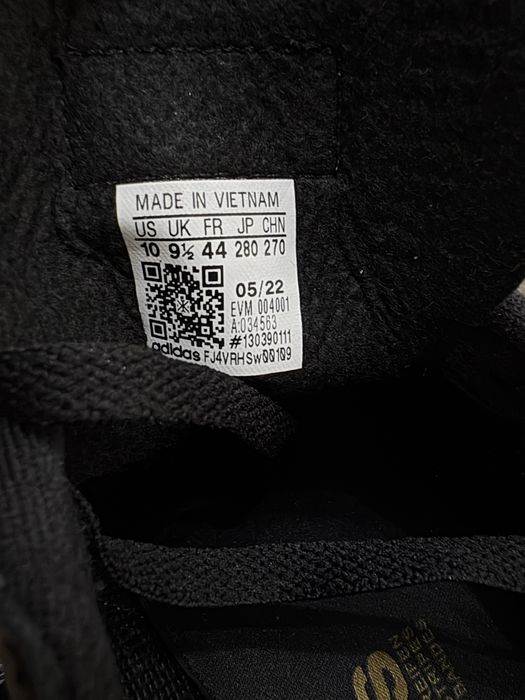 MADE IN VIETNAM
US UK FR JP CHN
10 9½ 44 280 270
05/22
EVM 004001
A:034563
#130390111
adidas FJ4VRHSw00109
S